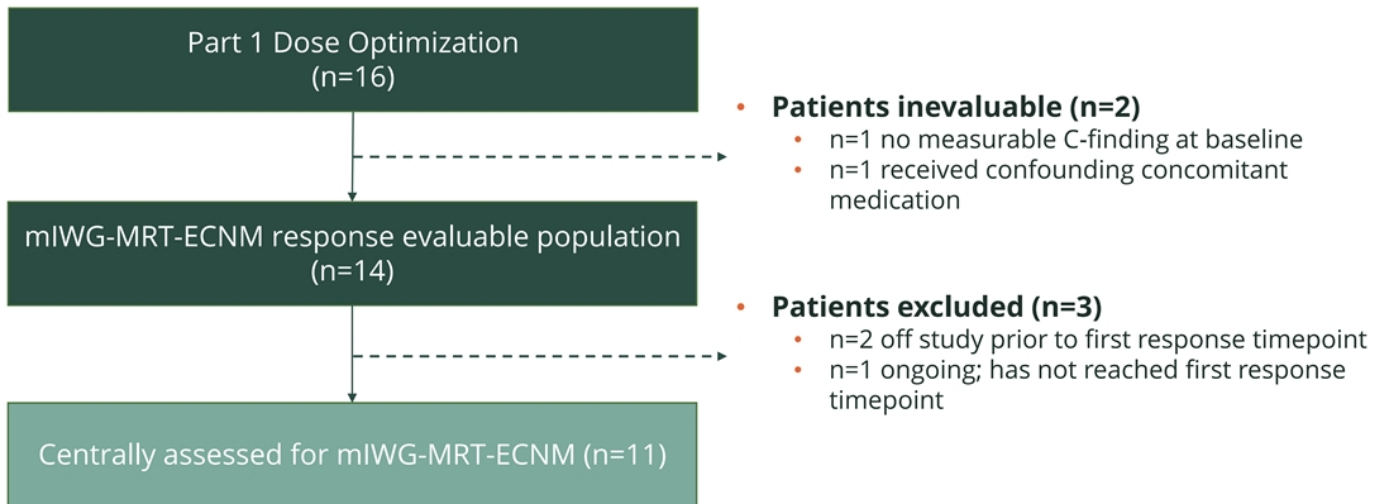 Part 1 Dose Optimization
(n=16)
• Patients inevaluable (n=2)
• n=1 no measurable C-finding at baseline
• n=1 received confounding concomitant
medication
mIWG-MRT-ECNM response evaluable population
(n=14)
• Patients excluded (n=3)
• n=2 off study prior to first response timepoint
• n=1 ongoing; has not reached first response
timepoint
Centrally assessed for mIWG-MRT-ECNM (n=11)